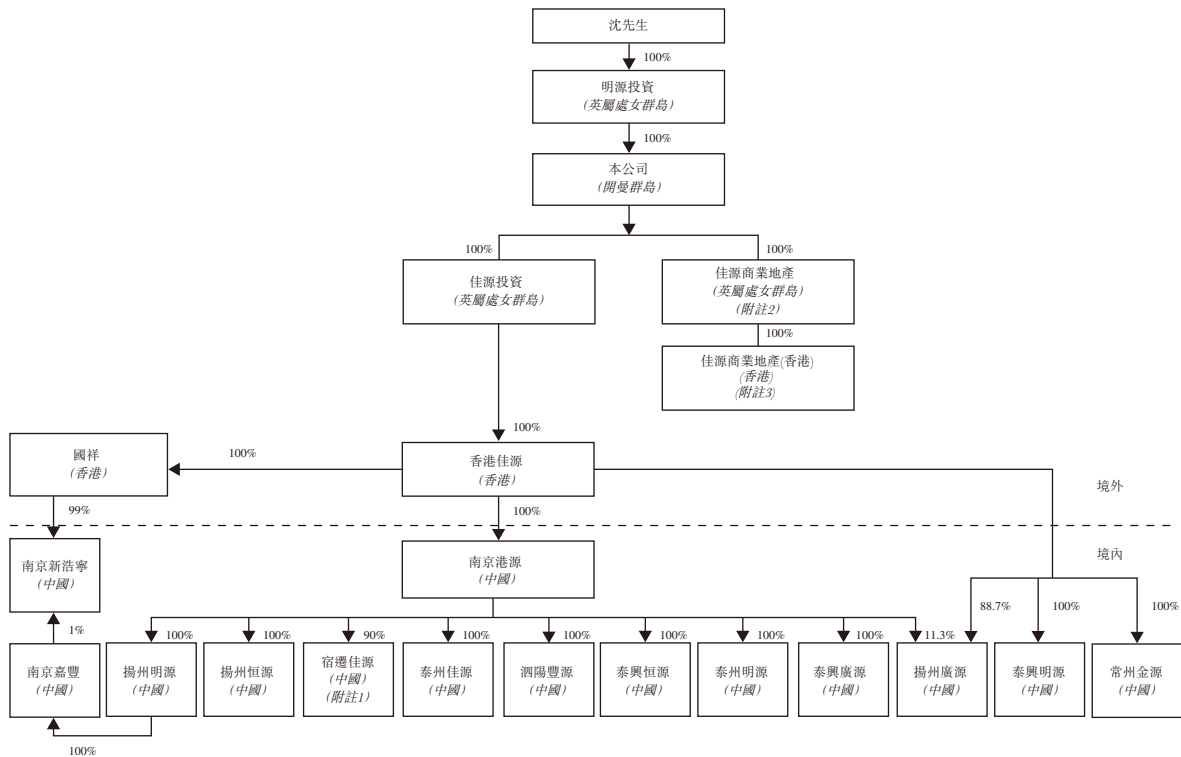 沈先生
100%
明源投資
(英屬處女群島)
100%
本公司
(開曼群島)
100%
100%
佳源投資
(英屬處女群島)
佳源商業地產
(英屬處女群島)
(附註2)
100%
佳源商業地產(香港)
(香港)
(附註3)
100%
國祥
(香港)
100%
香港佳源
(香港)
境外
99%
100%
境內
南京新浩寧
(中國)
南京港源
(中國)
1%
100%
100%
90%
100%
100%
100%
100%
100%
11.3%
88.7%
100%
100%
南京嘉豐
(中國)
揚州明源
(中國)
揚州恒源
(中國)
宿遷佳源
(中國)
(附註1)
泰州佳源
(中國)
泗陽豐源
(中國)
泰興恒源
(中國)
泰州明源
(中國)
泰興廣源
(中國)
揚州廣源
(中國)
泰興明源
(中國)
常州金源
(中國)
100%